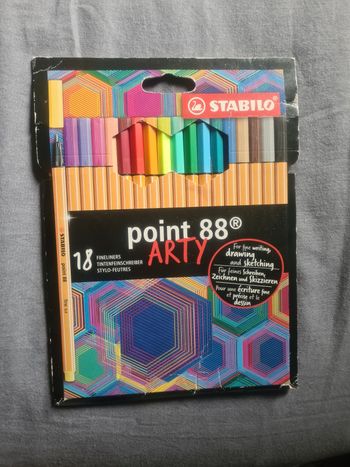 STABILO
point 88®
ARTY
18 FINELINERS
TINTENFEINSCHREIBER
STYLO-FEUTRES
For fine writing,
drawing
and sketching
Für feines Schreiben,
Zeichnen und Skizzieren
Pour une écriture fine
et précise et le
dessin
STABILO point 88